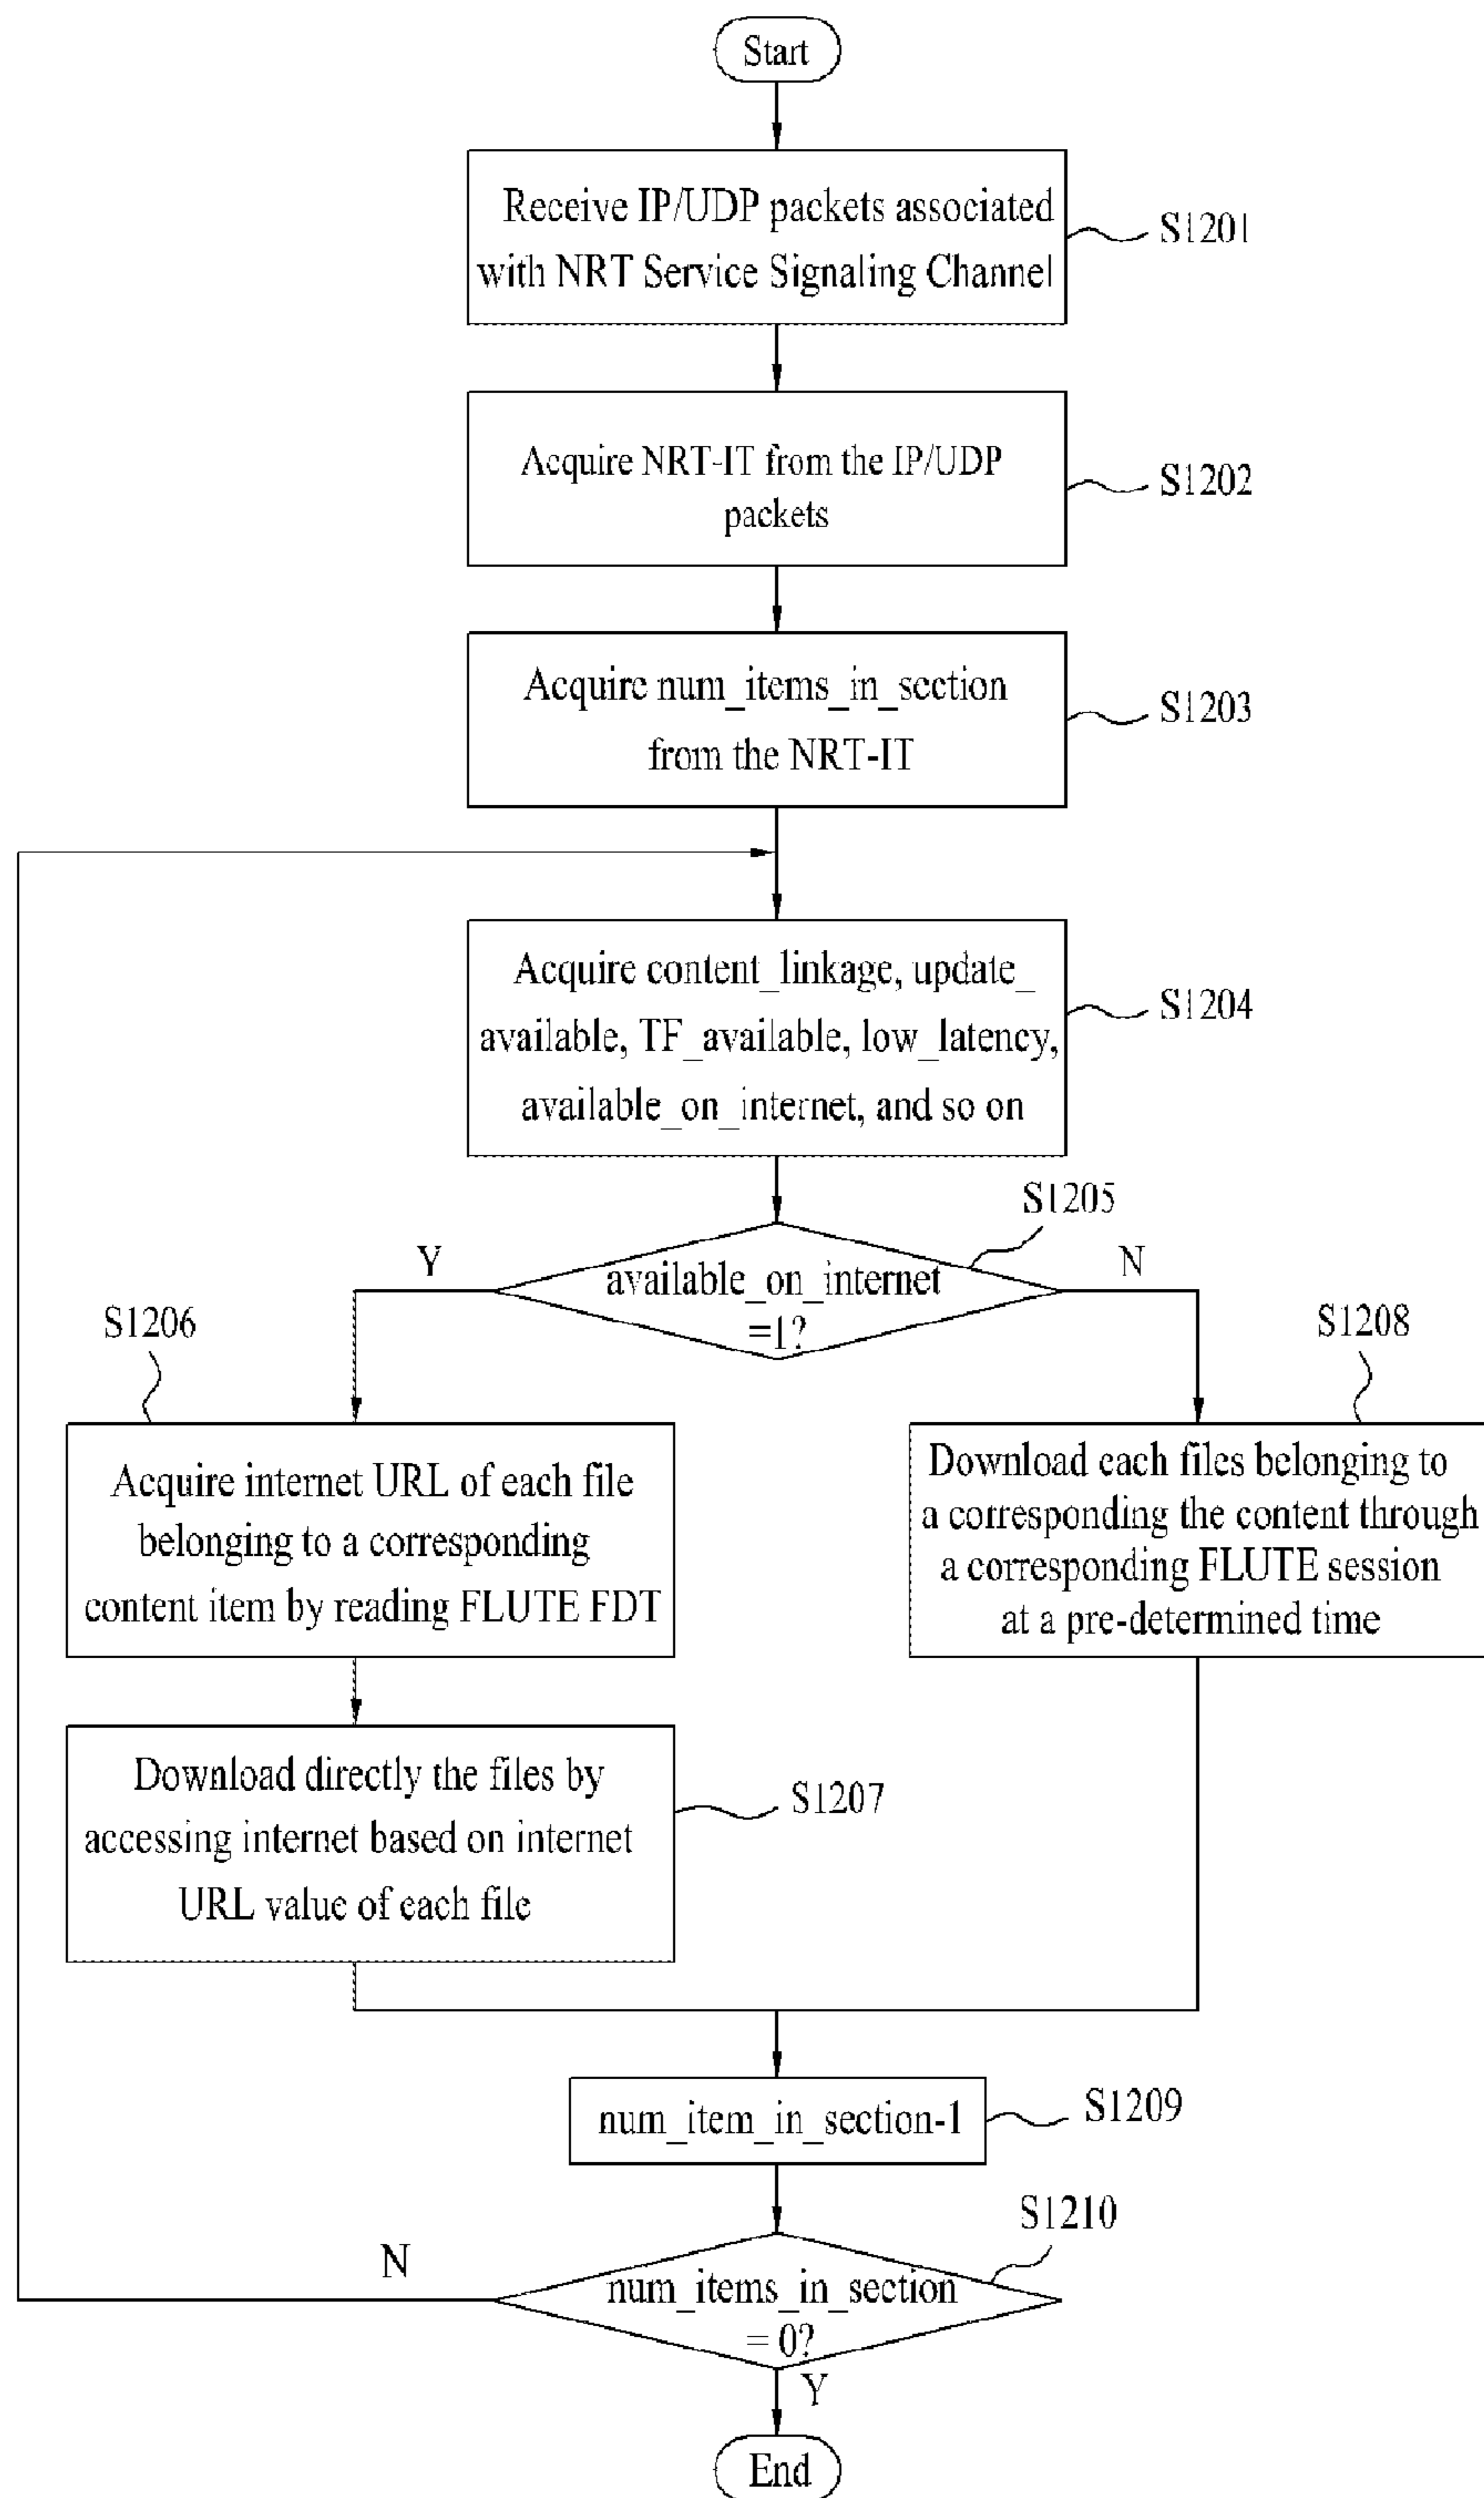 Start
Receive IP/UDP packets associated
with NRT Service Signaling Channel
S1201
Acquire NRT-IT from the IP/UDP
packets
S1202
Acquire num_items_in_section
from the NRT-IT
S1203
Acquire content_linkage, update_
available, TF_available, low_latency,
available_on_internet, and so on
S1204
S1205
Y
available_on_internet
=1?
N
S1206
Acquire internet URL of each file
belonging to a corresponding
content item by reading FLUTE FDT
S1208
Download each files belonging to
a corresponding the content through
a corresponding FLUTE session
at a pre-determined time
Download directly the files by
accessing internet based on internet
URL value of each file
S1207
num_item_in_section-1
S1209
S1210
N
num_items_in_section
= 0?
Y
End